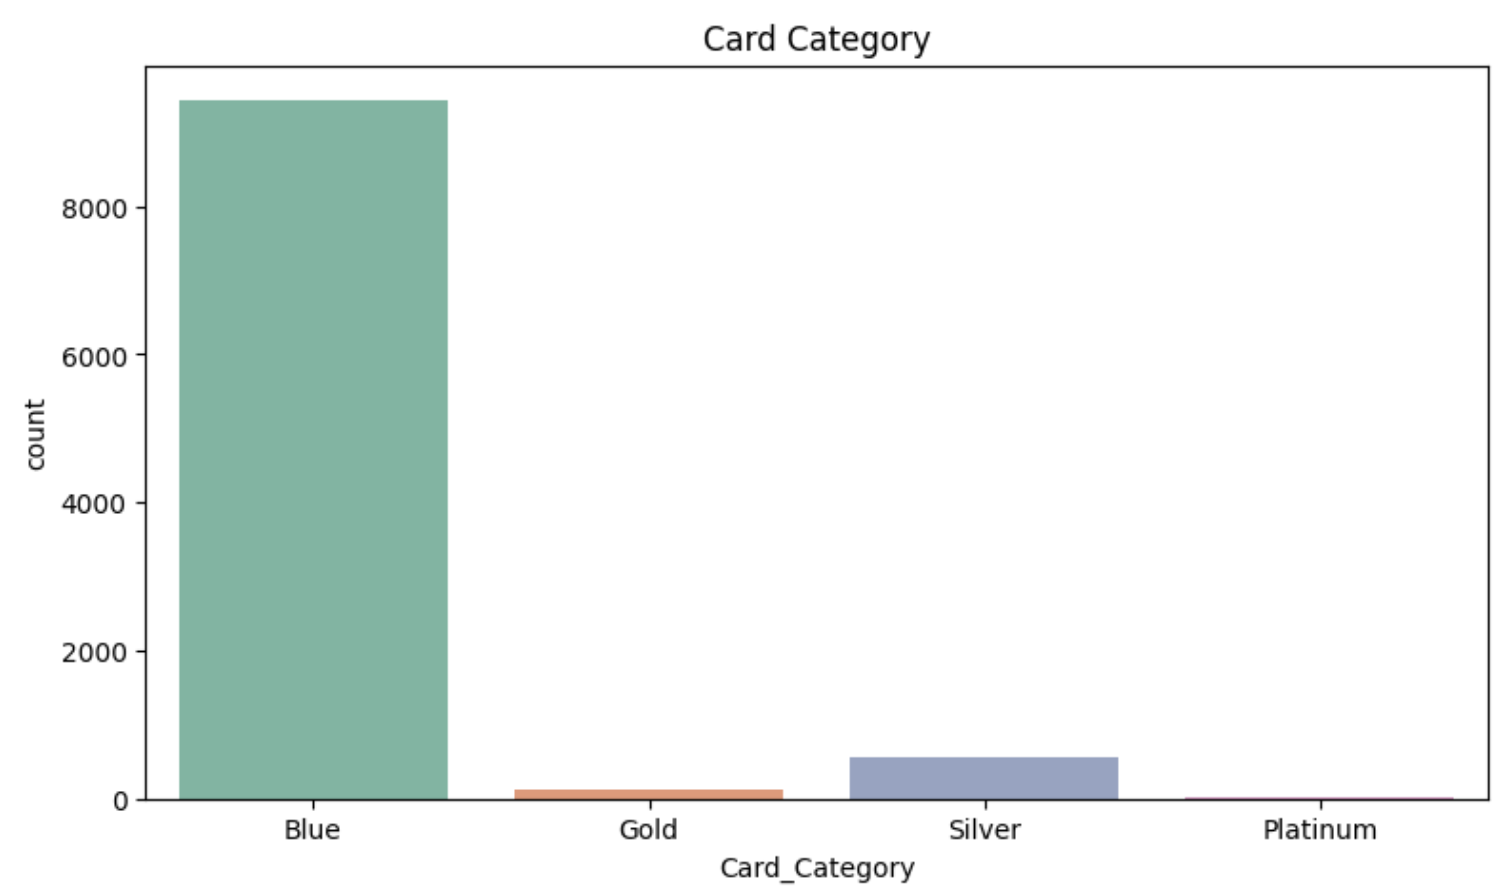 Card Category
8000
6000
4000
2000
0
count
Blue Gold Silver Platinum
Card_Category